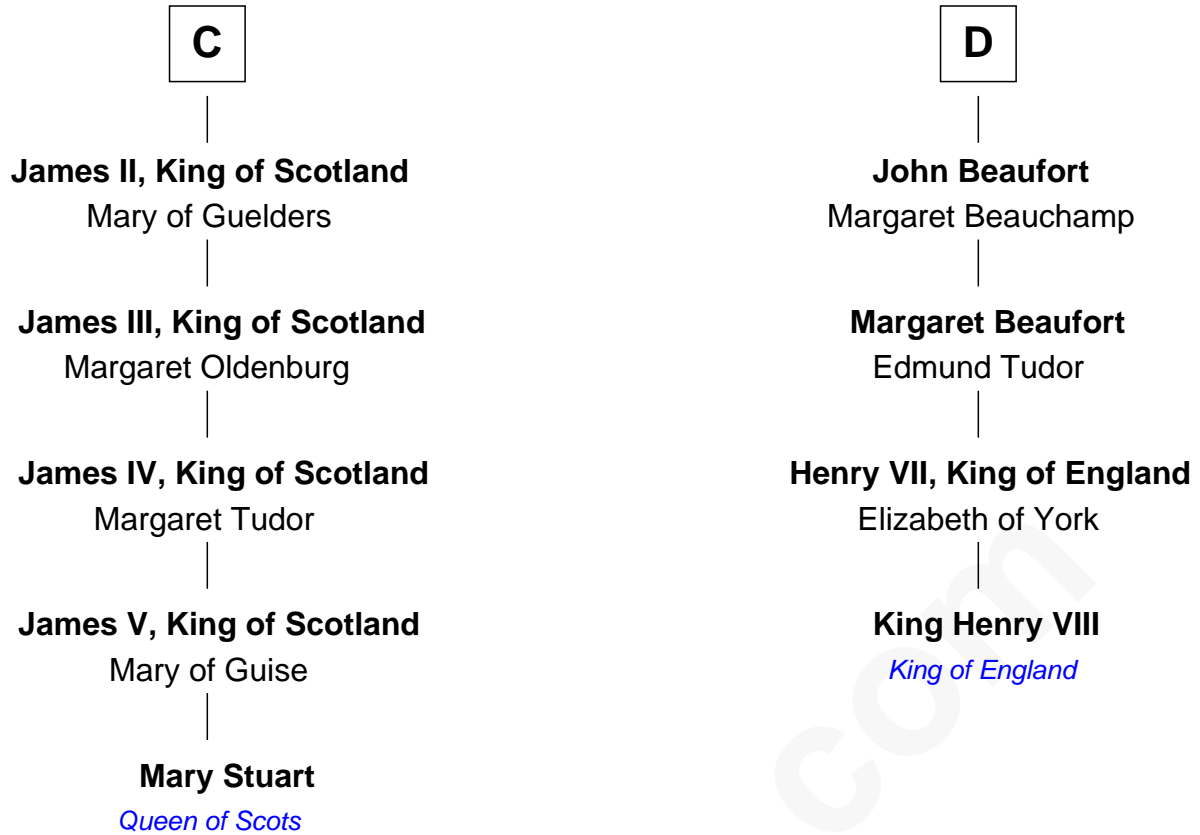 C
James II, King of Scotland
Mary of Guelders
James III, King of Scotland
Margaret Oldenburg
James IV, King of Scotland
Margaret Tudor
James V, King of Scotland
Mary of Guise
Mary Stuart
Queen of Scots
D
John Beaufort
Margaret Beauchamp
Margaret Beaufort
Edmund Tudor
Henry VII, King of England
Elizabeth of York
King Henry VIII
King of England
com